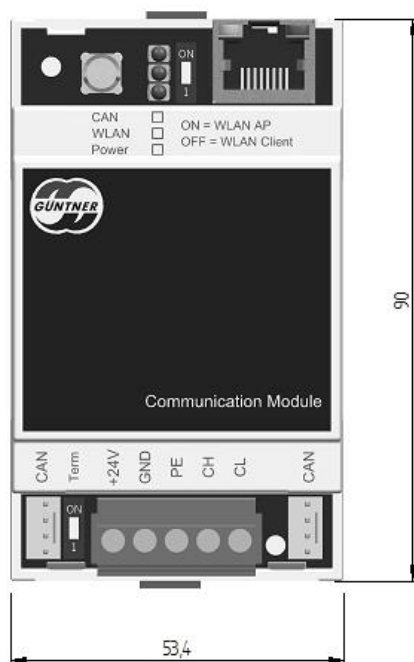 ON
1
CAN
WLAN
Power
ON = WLAN AP
OFF = WLAN Client
GÜNTNER
Communication Module
CAN
Term
+24V
GND
PE
CH
CL
CAN
ON
1
90
53,4